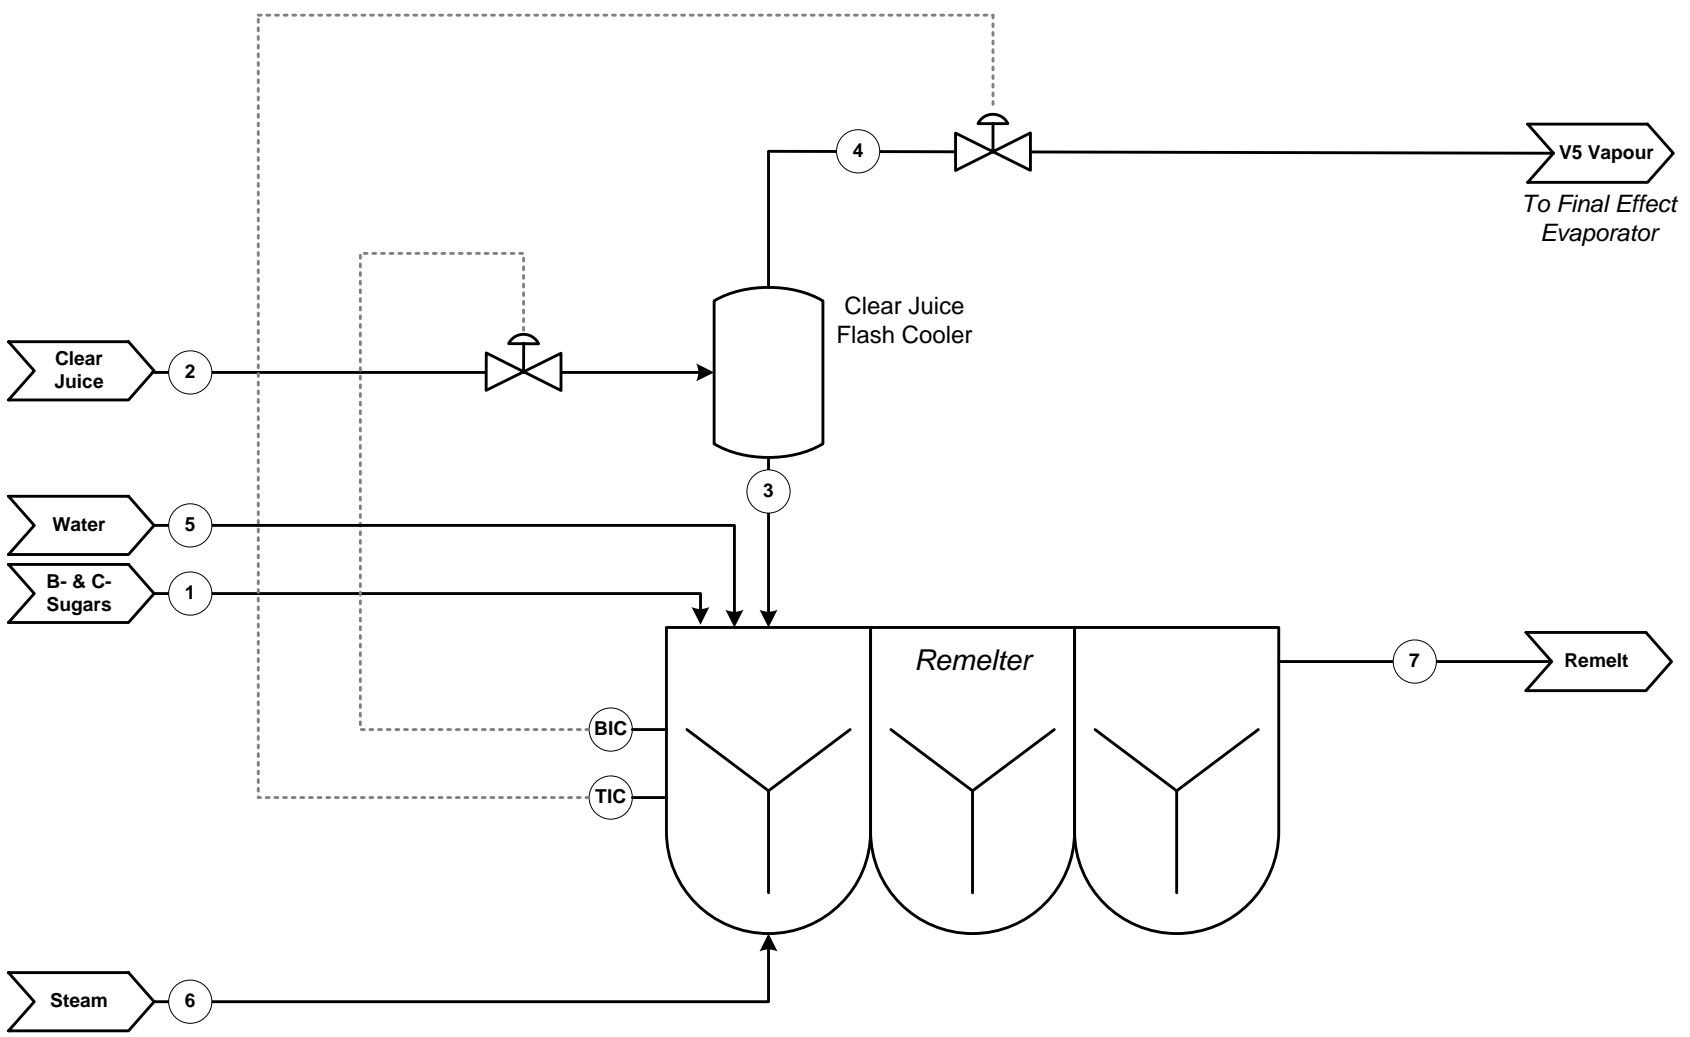 4
V5 Vapour
To Final Effect
Evaporator
Clear Juice
Flash Cooler
Clear
Juice
2
3
Water
5
B- & C-
Sugars
1
Remelter
7
Remelt
BIC
TIC
Steam
6